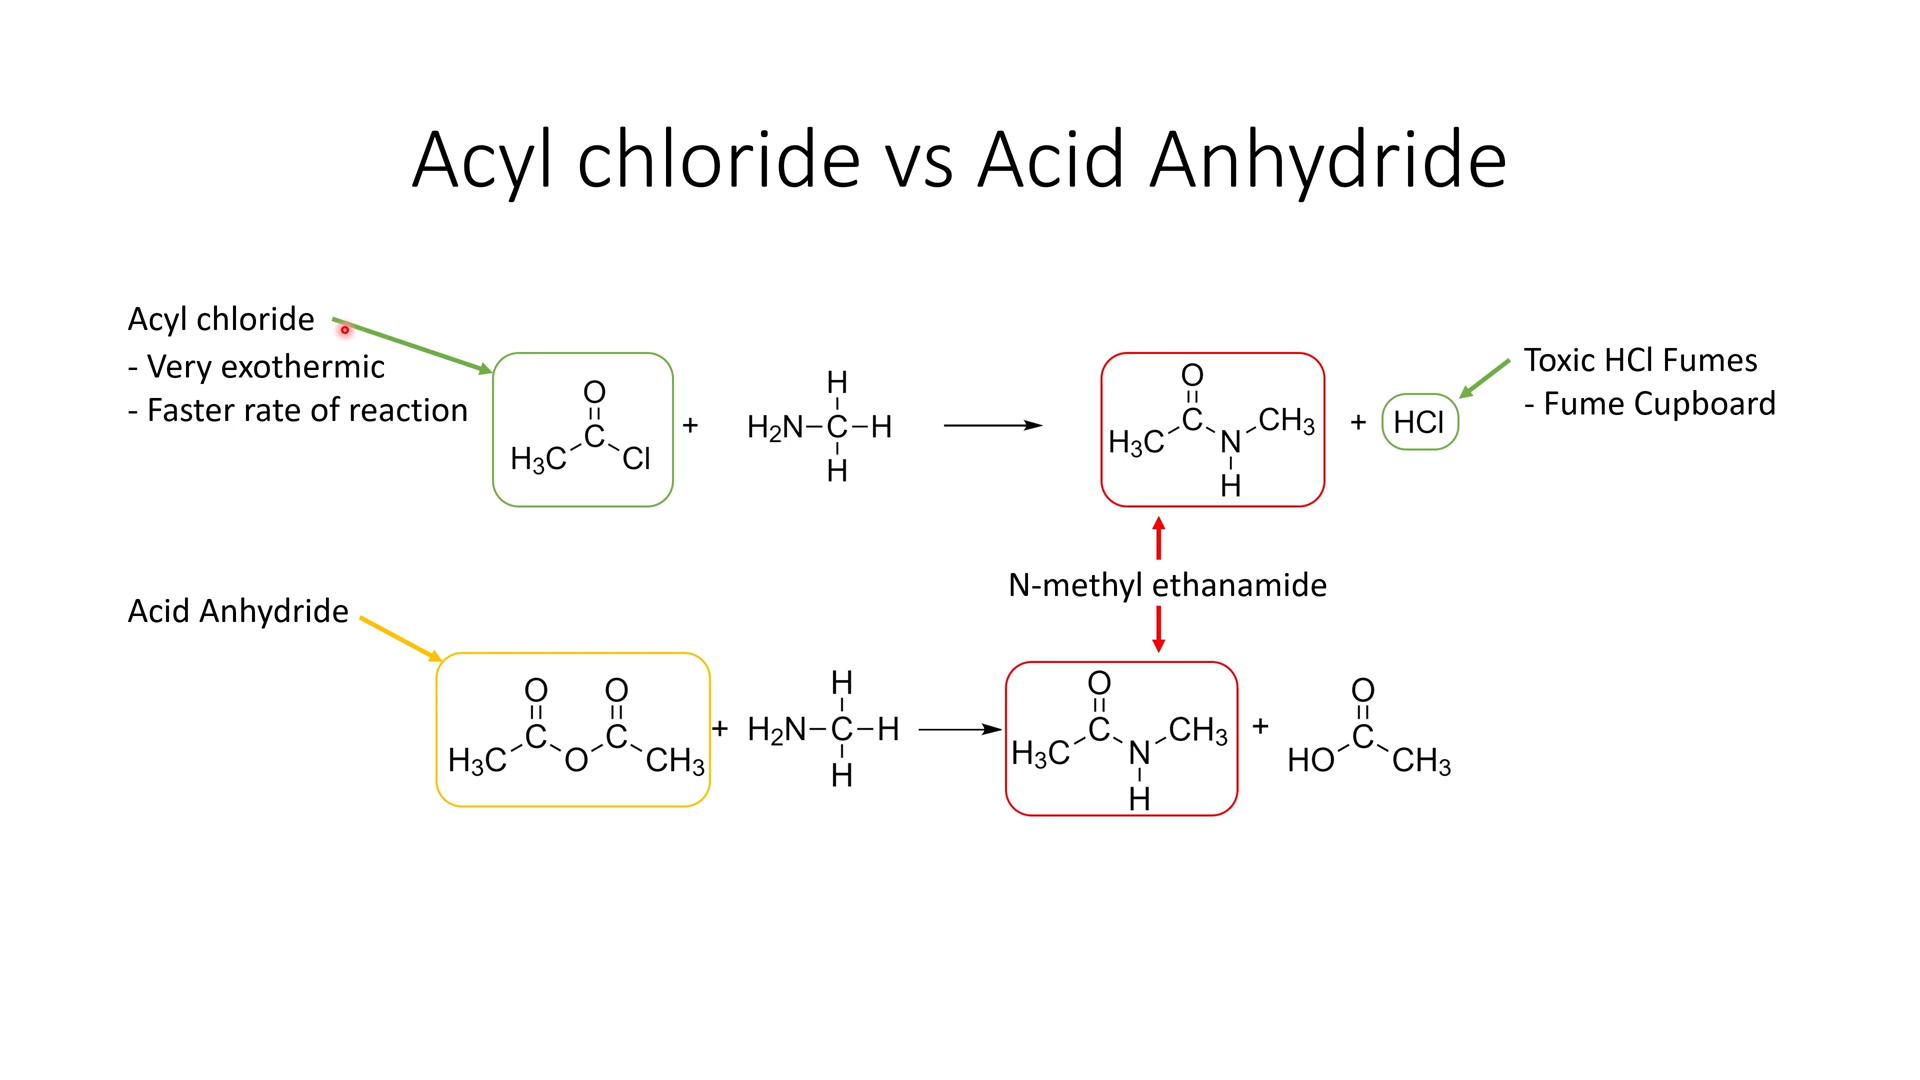 Acyl chloride vs Acid Anhydride
Acyl chloride
- Very exothermic
- Faster rate of reaction
O
H₃C C Cl
+
H
H₂N–C–H
H
O
H₃C C N CH₃
H
+
HCl
Toxic HCl Fumes
- Fume Cupboard
N-methyl ethanamide
Acid Anhydride
O O
C C
H₃C O CH₃
+
H
H₂N–C–H
H
O
H₃C C N CH₃
H
+
O
C
HO CH₃